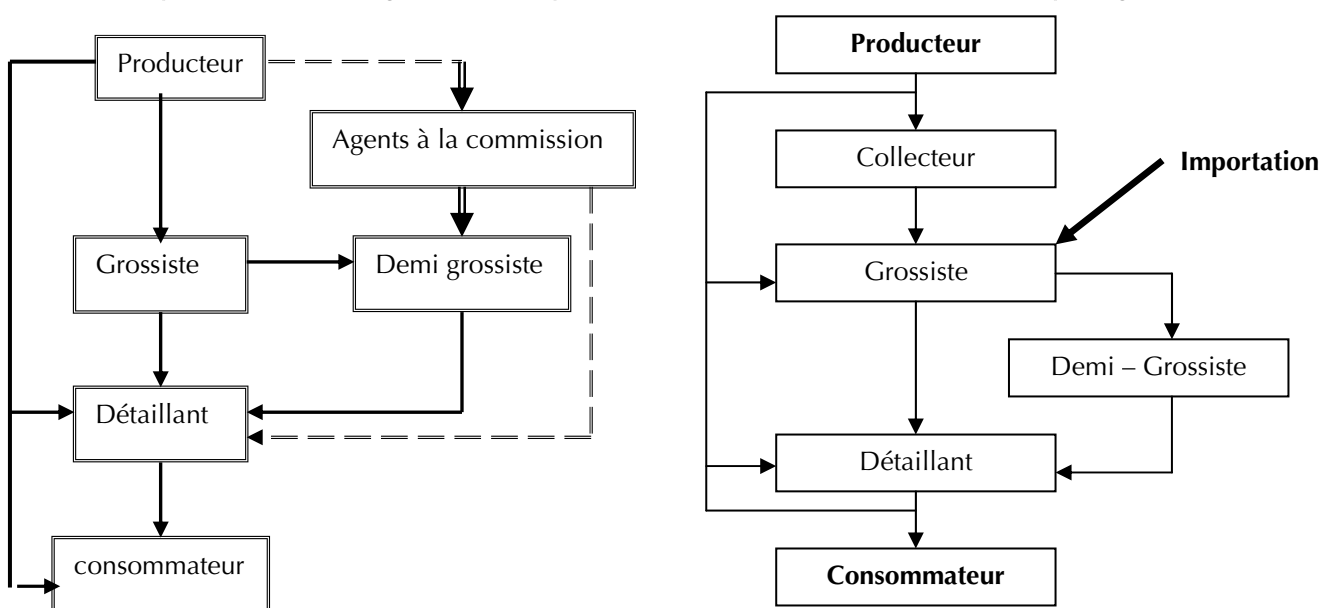 Producteur
Agents à la commission
Grossiste
Demi grossiste
Détaillant
consommateur
Producteur
Collecteur
Importation
Grossiste
Demi – Grossiste
Détaillant
Consommateur